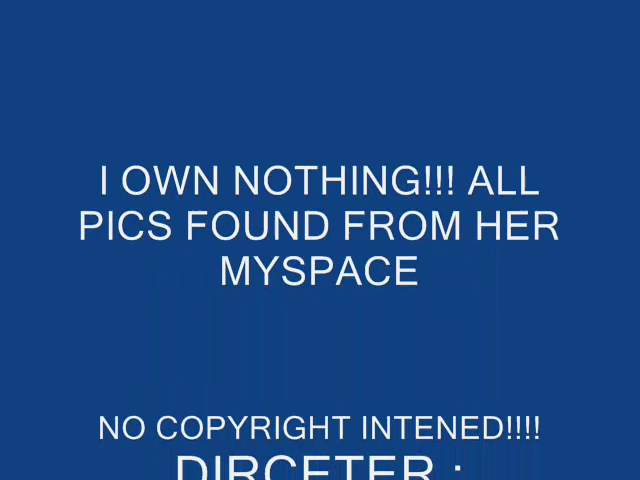 I OWN NOTHING!!! ALL
PICS FOUND FROM HER
MYSPACE
NO COPYRIGHT INTENED!!!!
DIRCETER :